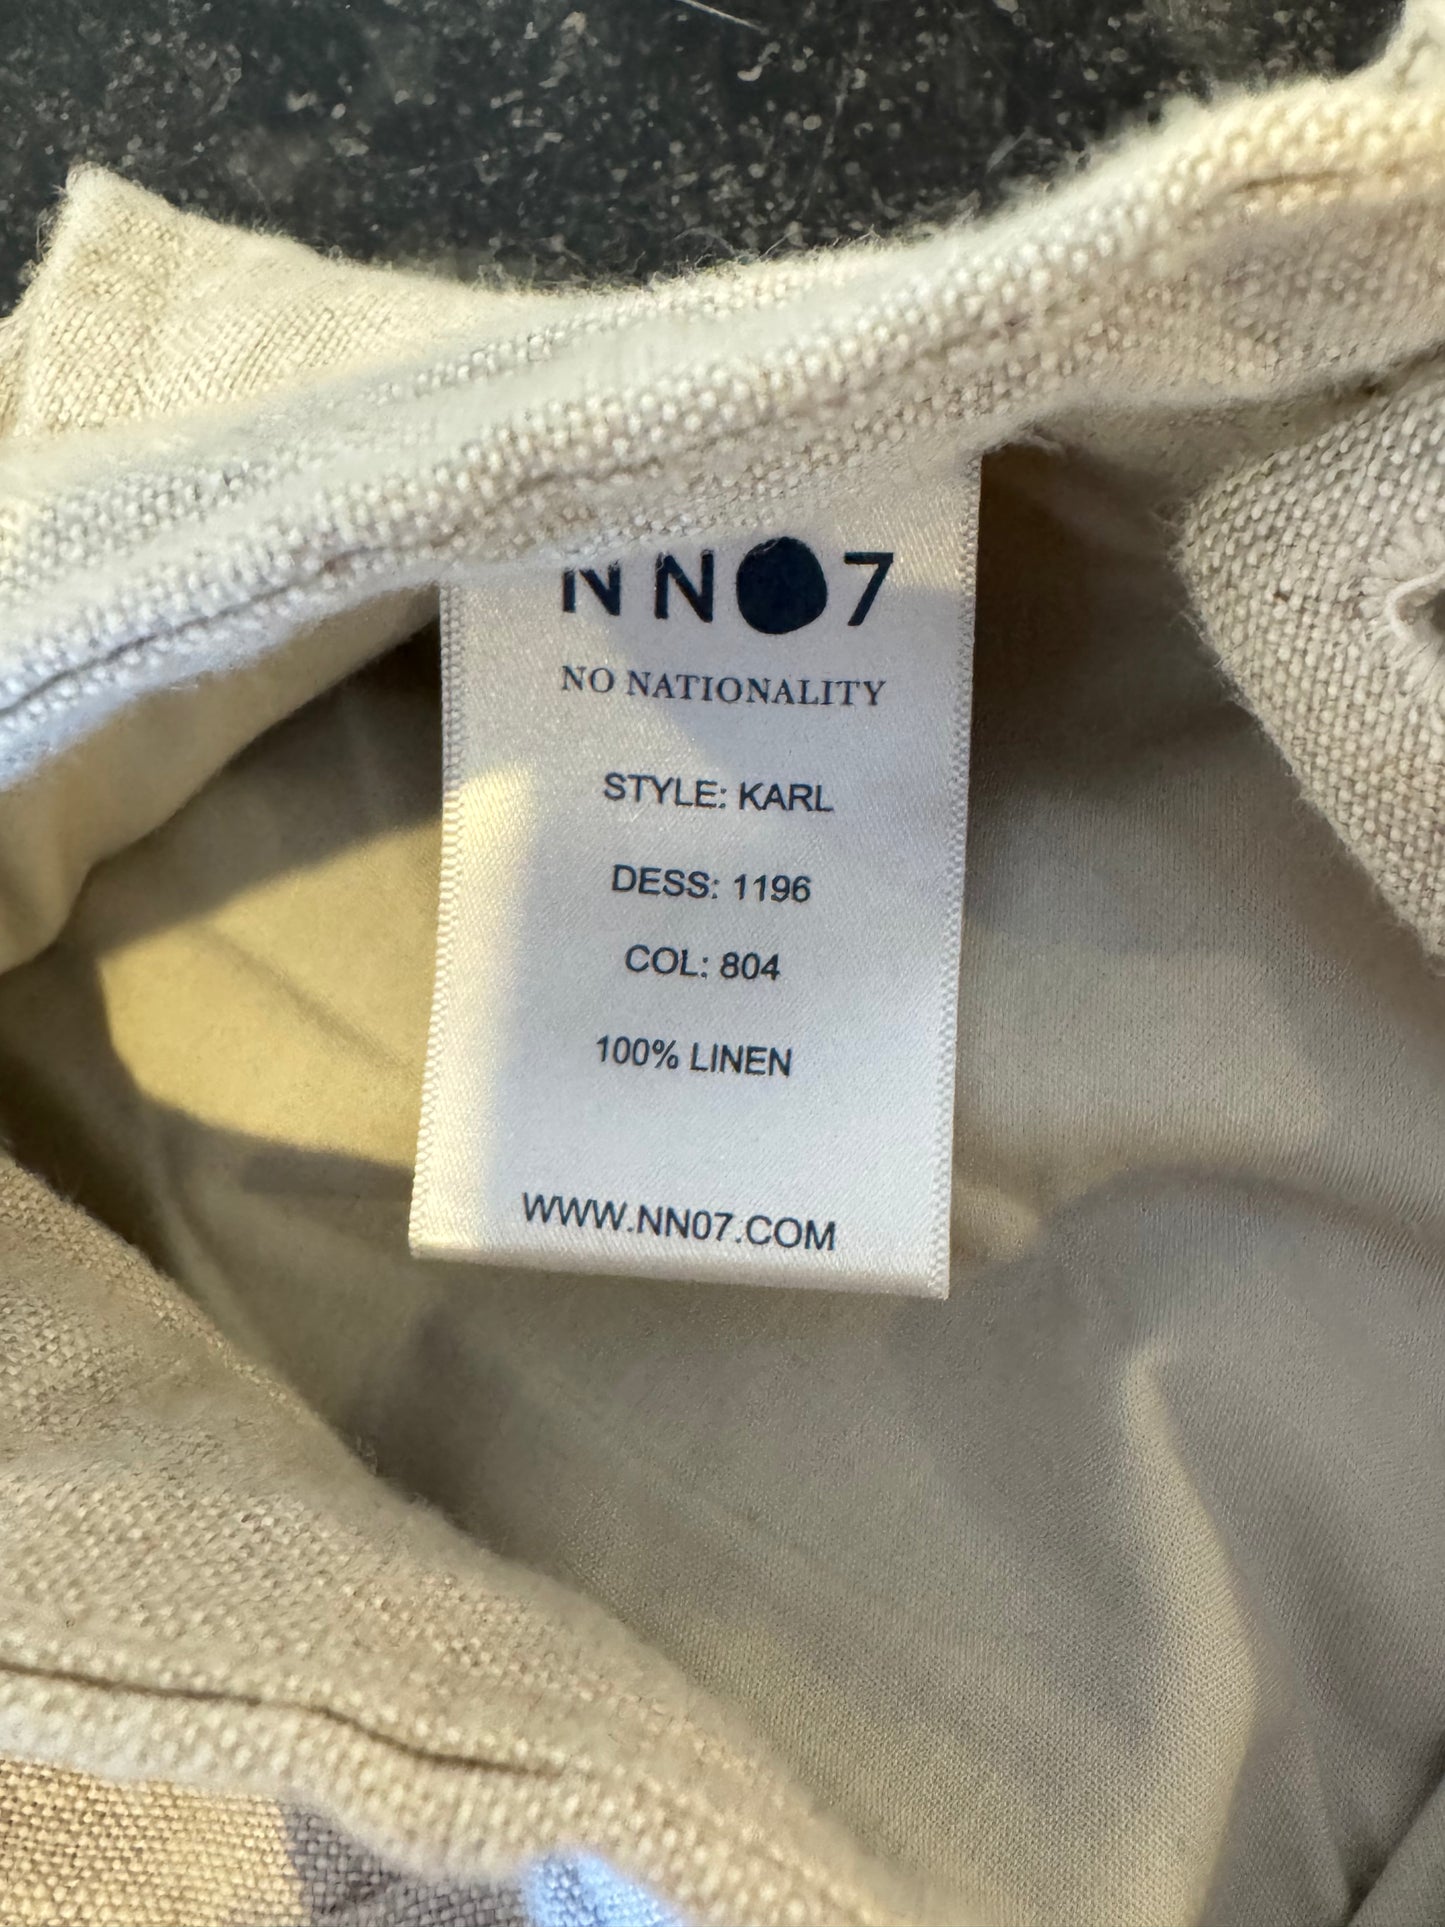 NN07
NO NATIONALITY
STYLE: KARL
DESS: 1196
COL: 804
100% LINEN
WWW.NN07.COM